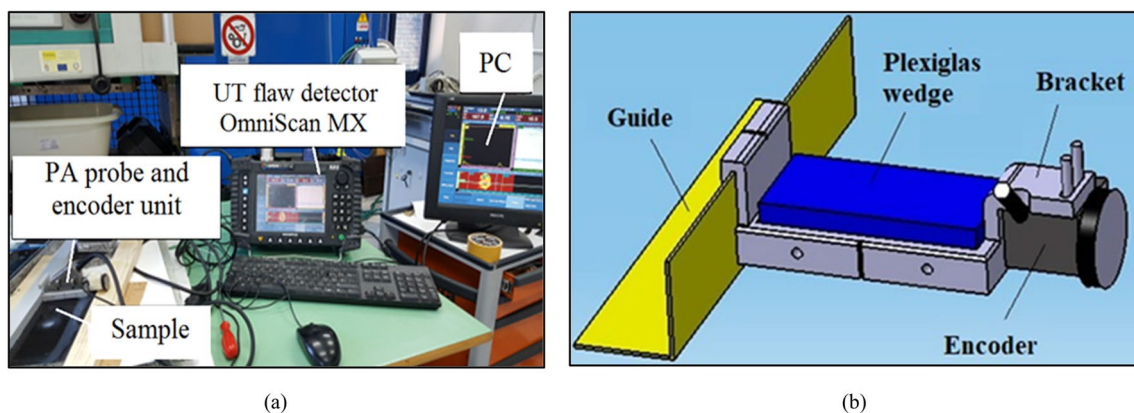 PC
UT flaw detector
OmniScan MX
PA probe and
encoder unit
Sample
(a)
Plexiglas
wedge
Bracket
Guide
Encoder
(b)